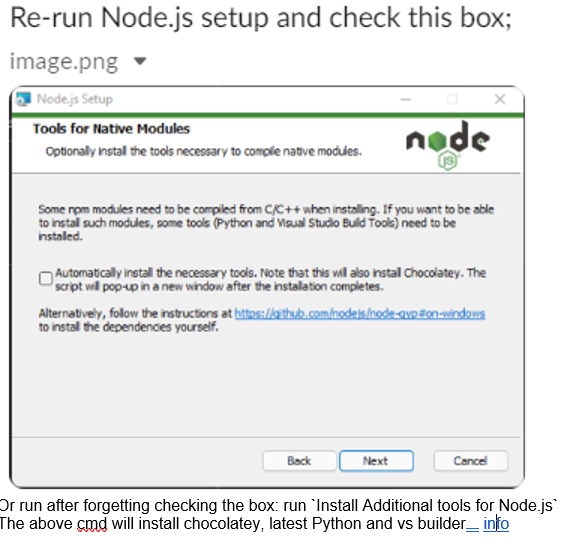 Re-run Node.js setup and check this box;
image.png
Node.js Setup
Tools for Native Modules
Optionally install the tools necessary to compile native modules.
node
JS
Some npm modules need to be compiled from C/C++ when installing. If you want to be able
to install such modules, some tools (Python and Visual Studio Build Tools) need to be
installed.
Automatically install the necessary tools. Note that this will also install Chocolatey. The
script will pop-up in a new window after the installation completes.
Alternatively, follow the instructions at https://github.com/nodejs/node-gyp#on-windows
to install the dependencies yourself.
Back Next Cancel
Or run after forgetting checking the box: run `Install Additional tools for Node.js`
The above cmd will install chocolatey, latest Python and vs builder info